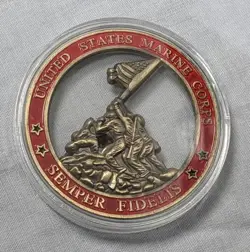 UNITED STATES MARINE CORPS
SEMPER FIDELIS